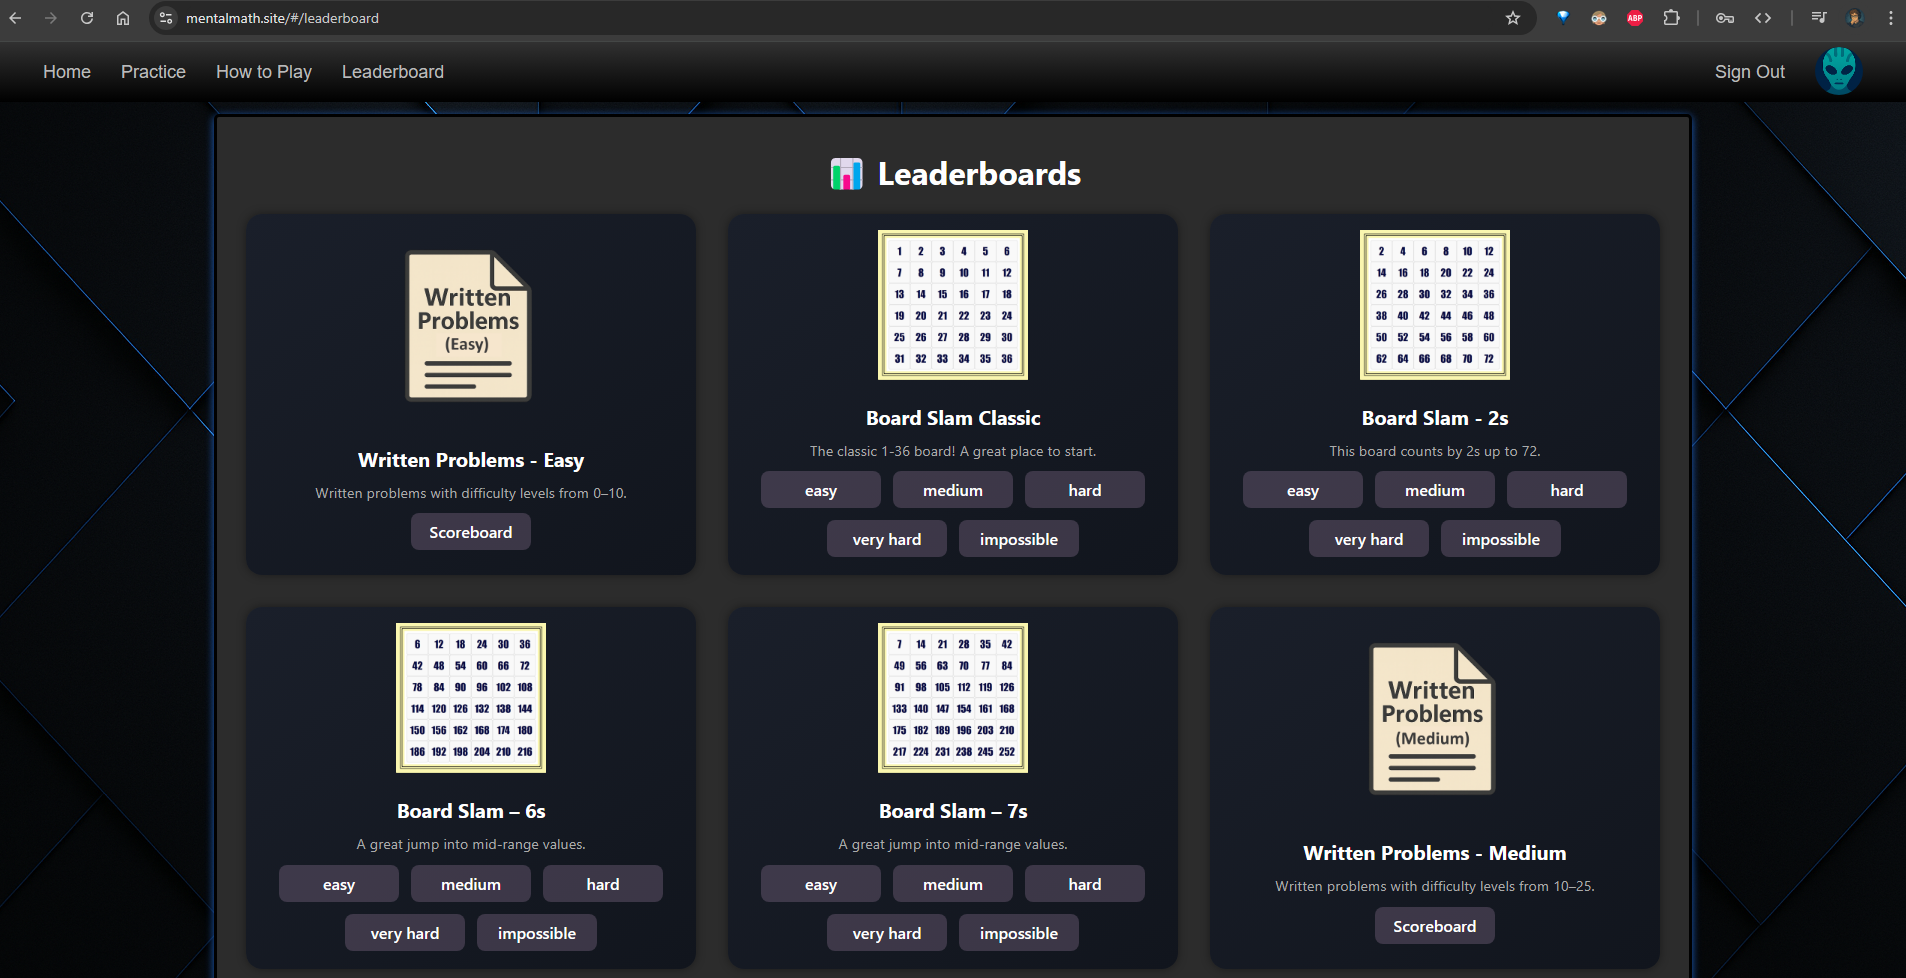 mentalmath.site/#/leaderboard
ABP
Home Practice How to Play Leaderboard Sign Out
Leaderboards
Written
Problems
(Easy)
Written Problems - Easy
Written problems with difficulty levels from 0–10.
Scoreboard
1 2 3 4 5 6
7 8 9 10 11 12
13 14 15 16 17 18
19 20 21 22 23 24
25 26 27 28 29 30
31 32 33 34 35 36
Board Slam Classic
The classic 1-36 board! A great place to start.
easy medium hard
very hard impossible
2 4 6 8 10 12
14 16 18 20 22 24
26 28 30 32 34 36
38 40 42 44 46 48
50 52 54 56 58 60
62 64 66 68 70 72
Board Slam - 2s
This board counts by 2s up to 72.
easy medium hard
very hard impossible
6 12 18 24 30 36
42 48 54 60 66 72
78 84 90 96 102 108
114 120 126 132 138 144
150 156 162 168 174 180
186 192 198 204 210 216
Board Slam – 6s
A great jump into mid-range values.
easy medium hard
very hard impossible
7 14 21 28 35 42
49 56 63 70 77 84
91 98 105 112 119 126
133 140 147 154 161 168
175 182 189 196 203 210
217 224 231 238 245 252
Board Slam – 7s
A great jump into mid-range values.
easy medium hard
very hard impossible
Written
Problems
(Medium)
Written Problems - Medium
Written problems with difficulty levels from 10–25.
Scoreboard